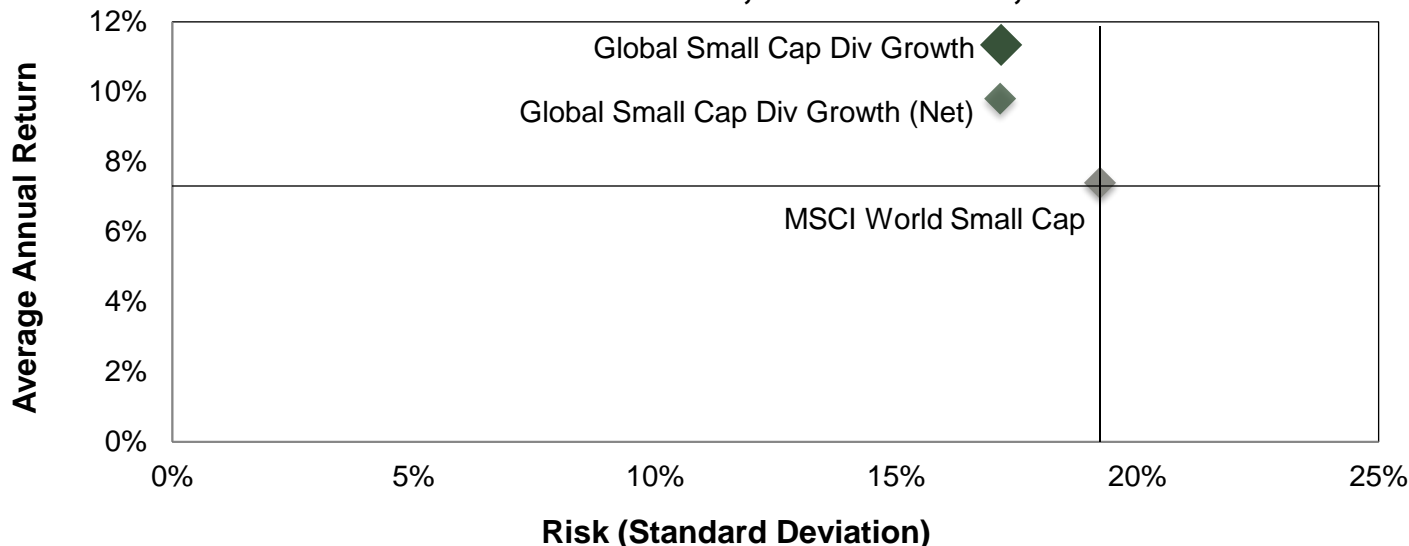 12%
Global Small Cap Div Growth
10%
Global Small Cap Div Growth (Net)
8%
MSCI World Small Cap
6%
4%
2%
0%
Average Annual Return
0% 5% 10% 15% 20% 25%
Risk (Standard Deviation)